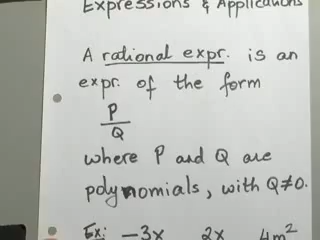 Expressions & Applications
A rational expr. is an
expr. of the form
P
Q
where P and Q are
polynomials, with Q≠0.
Ex: -3x 2x 4m²